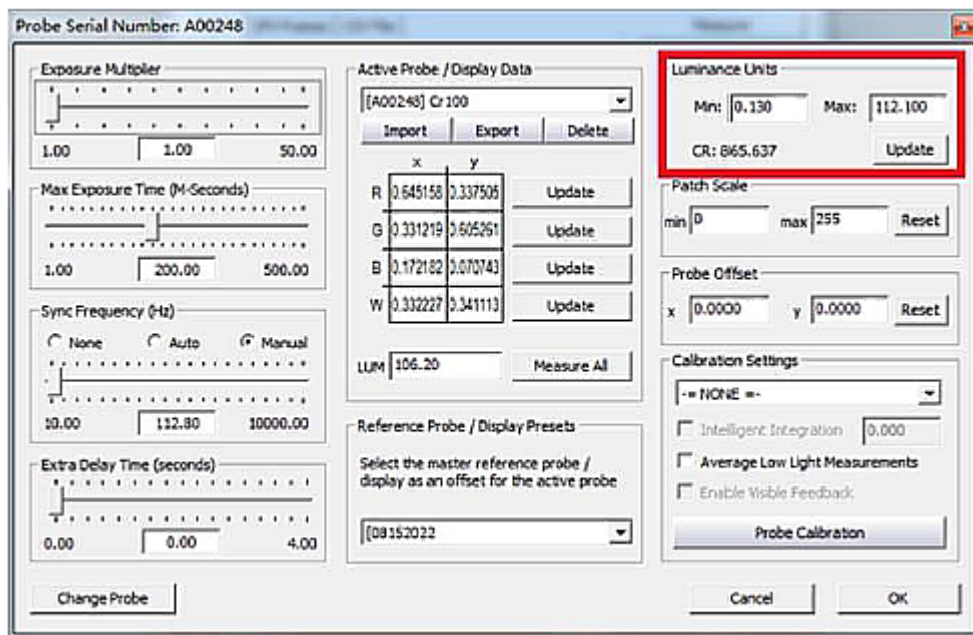 Probe Serial Number: A00248
Exposure Multiplier
1.00 1.00 50.00
Max Exposure Time (M-Seconds)
1.00 200.00 500.00
Sync Frequency (Hz)
None Auto Manual
10.00 112.80 10000.00
Extra Delay Time (seconds)
0.00 0.00 4.00
Change Probe
Active Probe / Display Data
[A00248] Cr100
Import Export Delete
x y
R 0.645158 0.337505 Update
G 0.331219 0.605261 Update
B 0.172182 0.070743 Update
W 0.332227 0.341113 Update
LUM 106.20 Measure All
Reference Probe / Display Presets
Select the master reference probe /
display as an offset for the active probe
[08152022
Luminance Units
Min: 0.130 Max: 112.100
CR: 865.637 Update
Patch Scale
min 0 max 255 Reset
Probe Offset
x 0.0000 y 0.0000 Reset
Calibration Settings
-= NONE =-
Intelligent Integration 0.000
Average Low Light Measurements
Enable Visible Feedback
Probe Calibration
Cancel OK